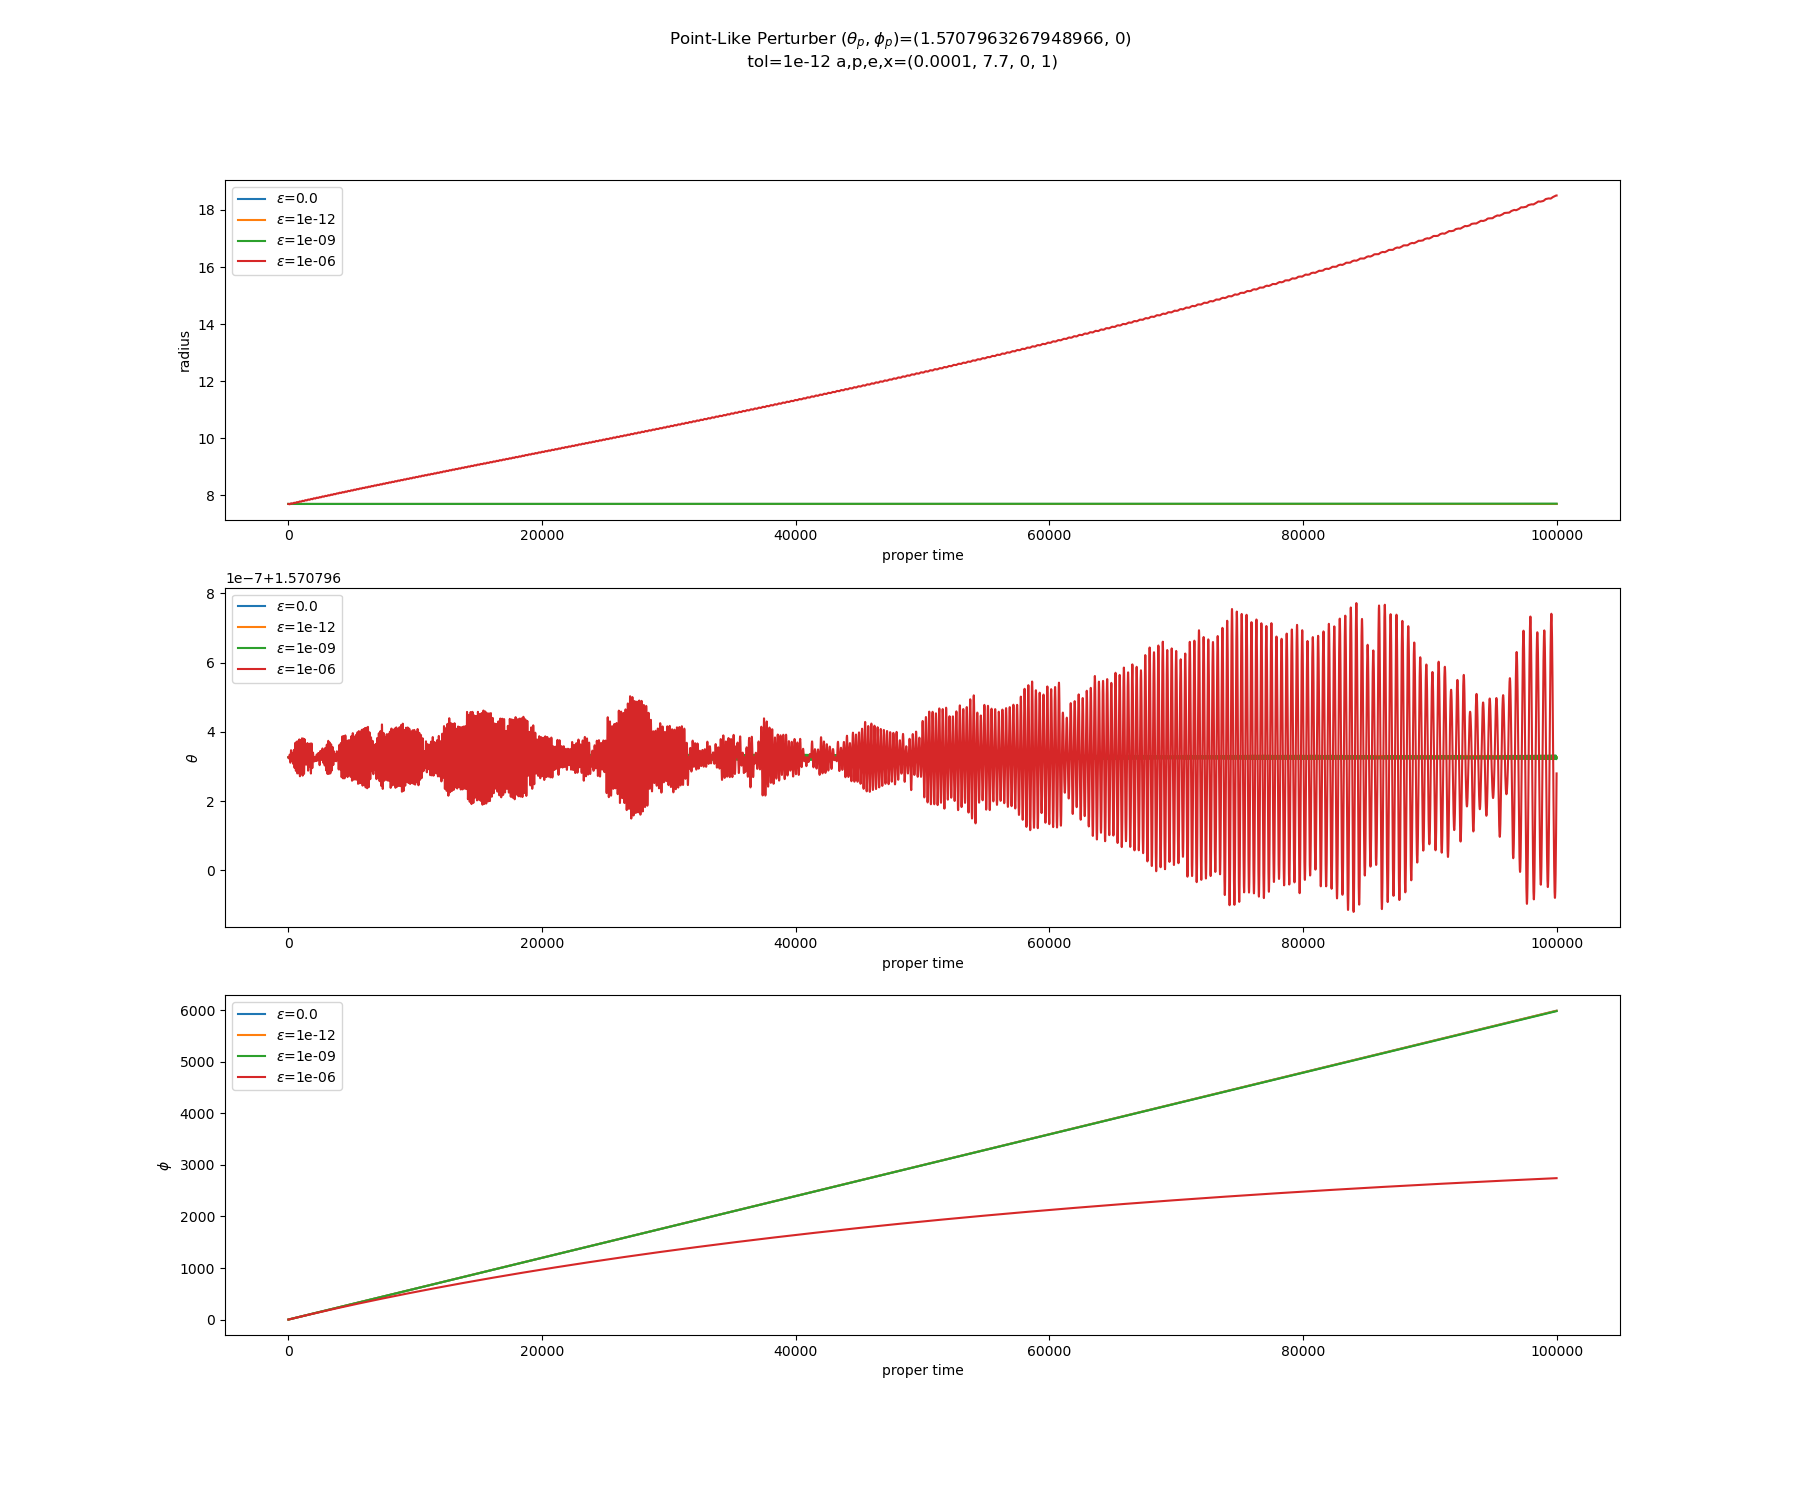 Point-Like Perturber (θp, ϕp)=(1.5707963267948966, 0)
tol=1e-12 a,p,e,x=(0.0001, 7.7, 0, 1)
ε=0.0
ε=1e-12
ε=1e-09
ε=1e-06
radius
18
16
14
12
10
8
0 20000 40000 60000 80000 100000
proper time
1e−7+1.570796
ε=0.0
ε=1e-12
ε=1e-09
ε=1e-06
θ
8
6
4
2
0
0 20000 40000 60000 80000 100000
proper time
ε=0.0
ε=1e-12
ε=1e-09
ε=1e-06
ϕ
6000
5000
4000
3000
2000
1000
0
0 20000 40000 60000 80000 100000
proper time